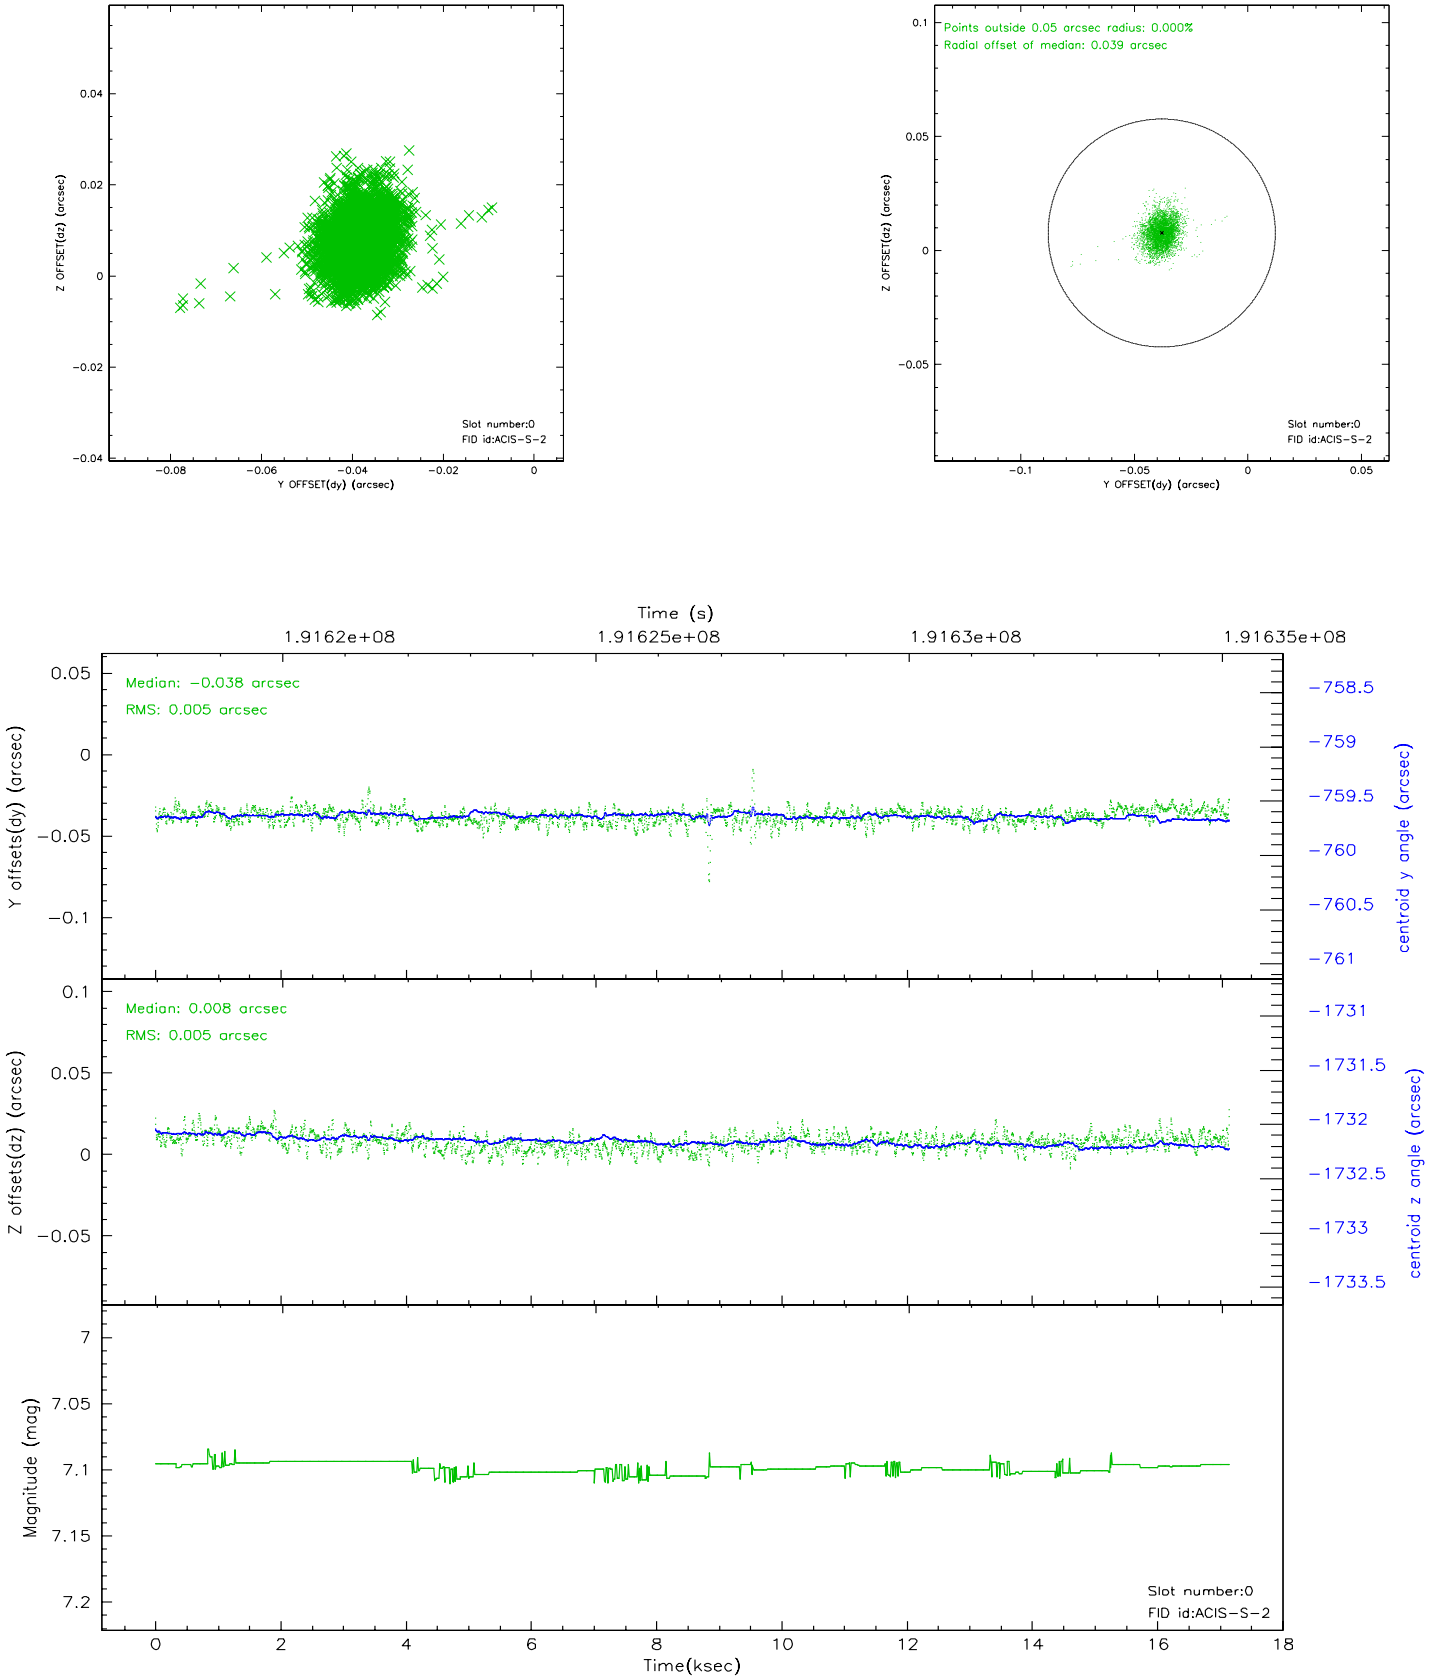 0.04
0.02
0
−0.02
−0.04
Z OFFSET(dz) (arcsec)
Slot number:0
FID id:ACIS−S−2
−0.08 −0.06 −0.04 −0.02 0
Y OFFSET(dy) (arcsec)
Points outside 0.05 arcsec radius: 0.000%
Radial offset of median: 0.039 arcsec
0.1
0.05
0
−0.05
Z OFFSET(dz) (arcsec)
Slot number:0
FID id:ACIS−S−2
−0.1 −0.05 0 0.05
Y OFFSET(dy) (arcsec)
Time (s)
1.9162e+08 1.91625e+08 1.9163e+08 1.91635e+08
Median: −0.038 arcsec
RMS: 0.005 arcsec
0.05
0
−0.05
−0.1
Y offsets(dy) (arcsec)
−758.5
−759
−759.5
−760
−760.5
−761
centroid y angle (arcsec)
Median: 0.008 arcsec
RMS: 0.005 arcsec
0.1
0.05
0
−0.05
Z offsets(dz) (arcsec)
−1731
−1731.5
−1732
−1732.5
−1733
−1733.5
centroid z angle (arcsec)
7
7.05
7.1
7.15
7.2
Magnitude (mag)
Slot number:0
FID id:ACIS−S−2
0 2 4 6 8 10 12 14 16 18
Time(ksec)